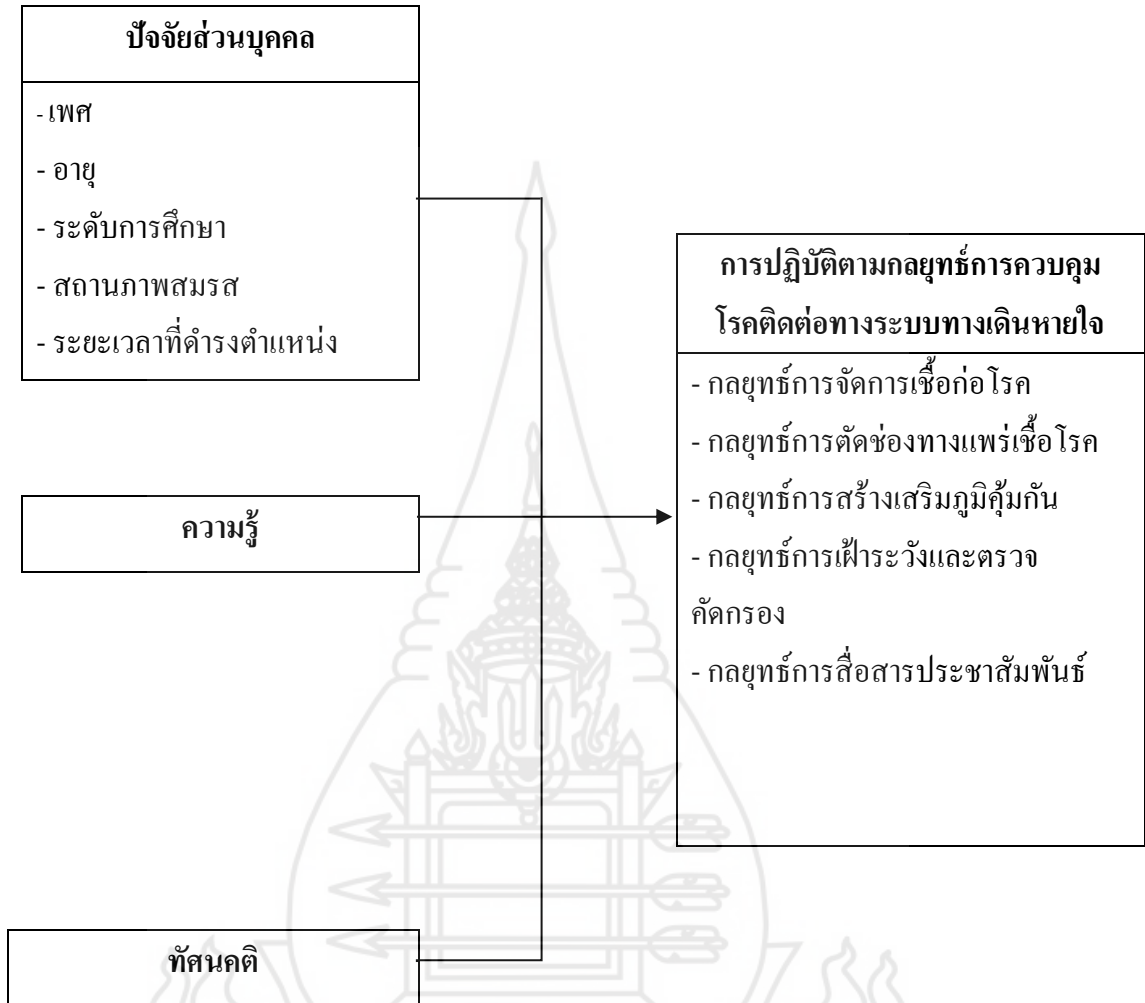 ปัจจัยส่วนบุคคล
- เพศ
- อายุ
- ระดับการศึกษา
- สถานภาพสมรส
- ระยะเวลาที่ดำรงตำแหน่ง
ความรู้
ทัศนคติ
การปฏิบัติตามกลยุทธ์การควบคุม
โรคติดต่อทางระบบทางเดินหายใจ
- กลยุทธ์การจัดการเชื้อก่อโรค
- กลยุทธ์การตัดช่องทางแพร่เชื้อโรค
- กลยุทธ์การสร้างเสริมภูมิคุ้มกัน
- กลยุทธ์การเฝ้าระวังและตรวจ
คัดกรอง
- กลยุทธ์การสื่อสารประชาสัมพันธ์